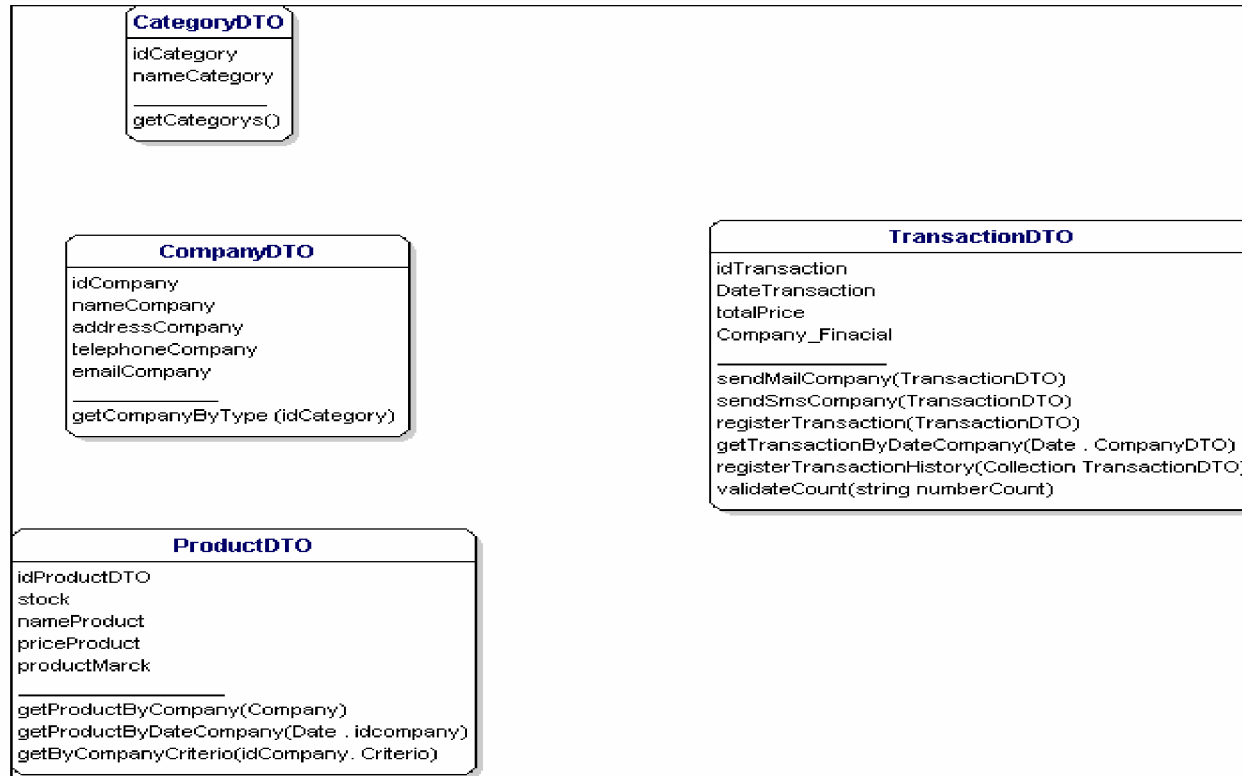 CategoryDTO
idCategory
nameCategory
getCategorys()
CompanyDTO
idCompany
nameCompany
addressCompany
telephoneCompany
emailCompany
getCompanyByType (idCategory)
TransactionDTO
idTransaction
DateTransaction
totalPrice
Company_Finacial
sendMailCompany(TransactionDTO)
sendSmsCompany(TransactionDTO)
registerTransaction(TransactionDTO)
getTransactionByDateCompany(Date . CompanyDTO)
registerTransactionHistory(Collection TransactionDTO)
validateCount(string numberCount)
ProductDTO
idProductDTO
stock
nameProduct
priceProduct
productMarck
getProductByCompany(Company)
getProductByDateCompany(Date . idcompany)
getByCompanyCriterio(idCompany. Criterio)